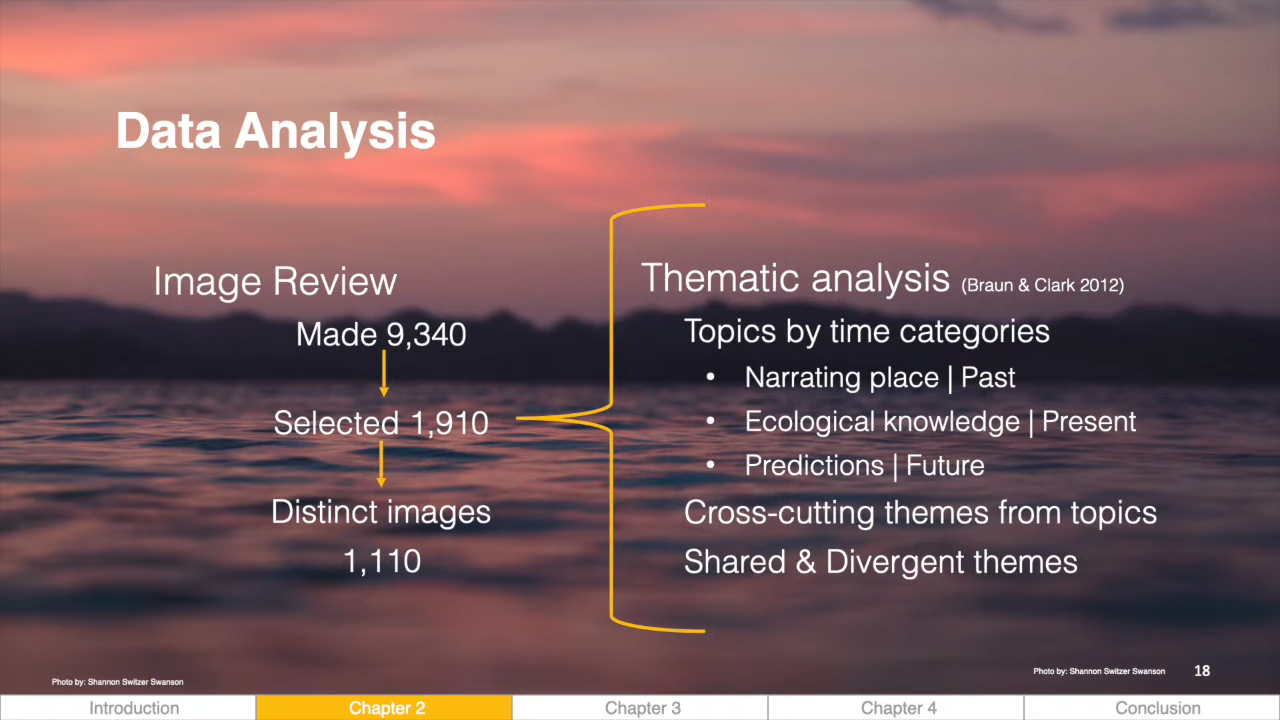 Data Analysis
Image Review
Made 9,340
Selected 1,910
Distinct images
1,110
Thematic analysis (Braun & Clark 2012)
Topics by time categories
• Narrating place | Past
• Ecological knowledge | Present
• Predictions | Future
Cross-cutting themes from topics
Shared & Divergent themes
Photo by: Shannon Switzer Swanson
Photo by: Shannon Switzer Swanson
18
Introduction
Chapter 2
Chapter 3
Chapter 4
Conclusion